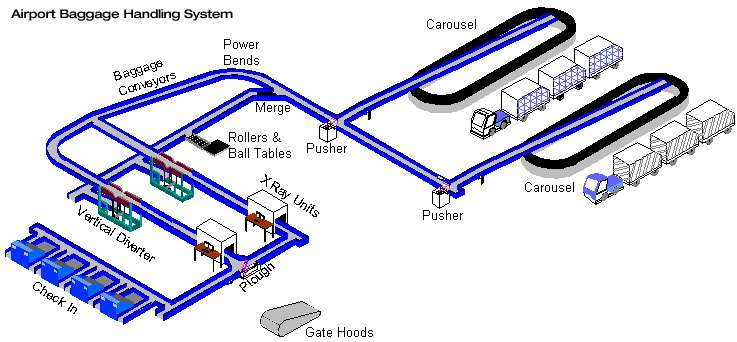 Airport Baggage Handling System
Carousel
Power
Bends
Baggage
Conveyors
Merge
Rollers &
Ball Tables
Pusher
Carousel
Pusher
XRay Units
Vertical Diverter
Plough
Check In
Gate Hoods